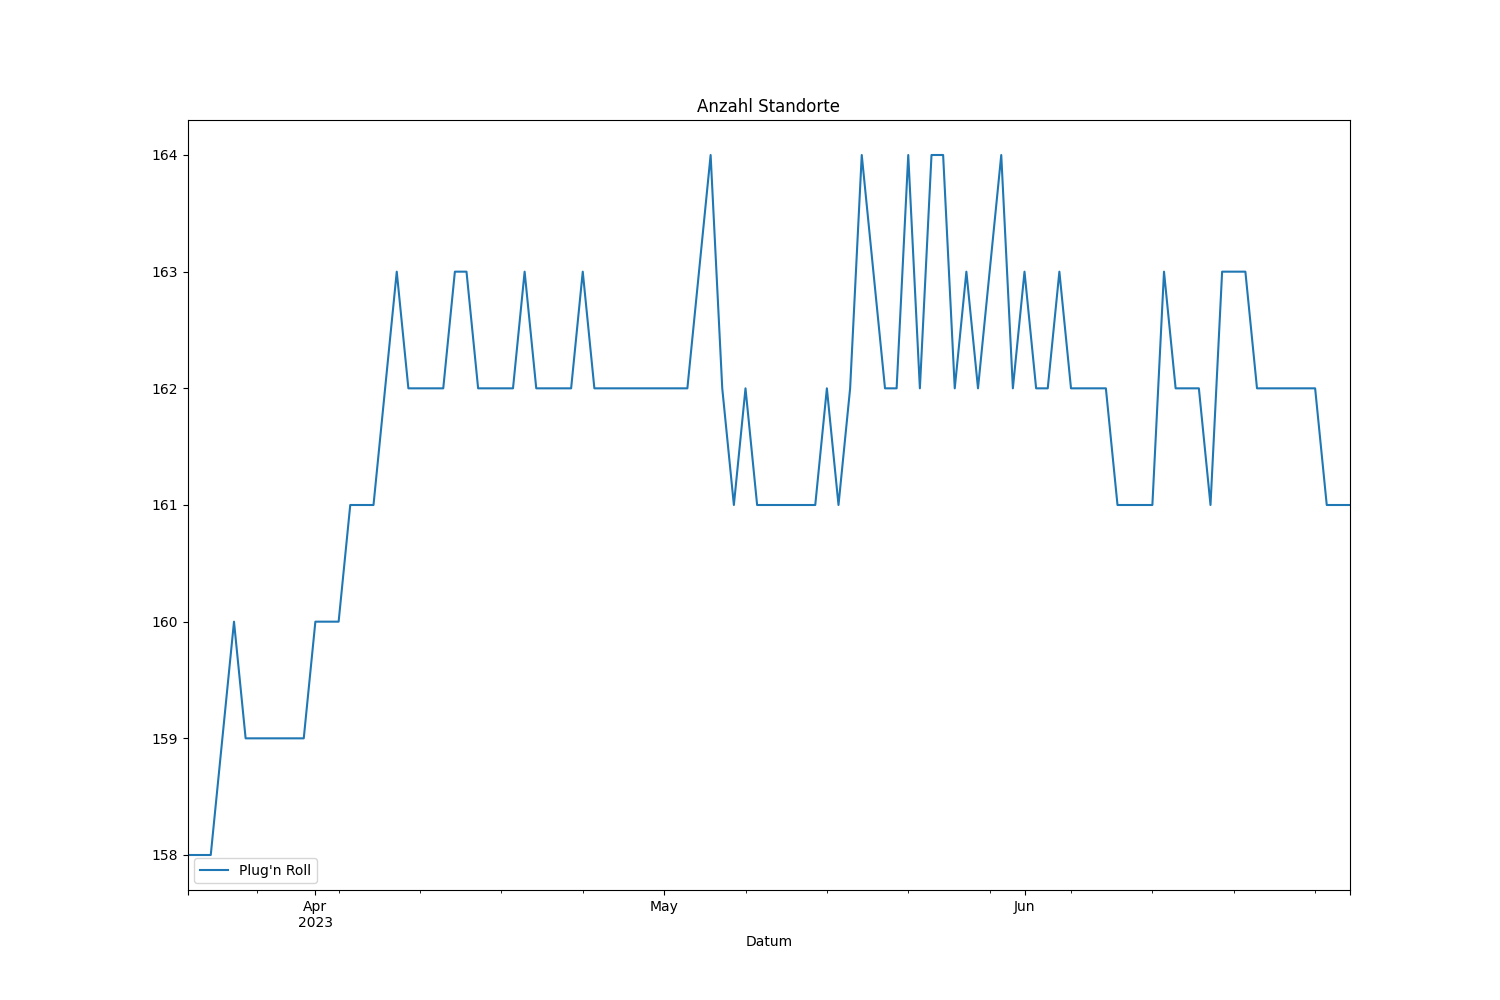 Anzahl Standorte
164
163
162
161
160
159
158
Plug'n Roll
Apr
2023
May
Jun
Datum